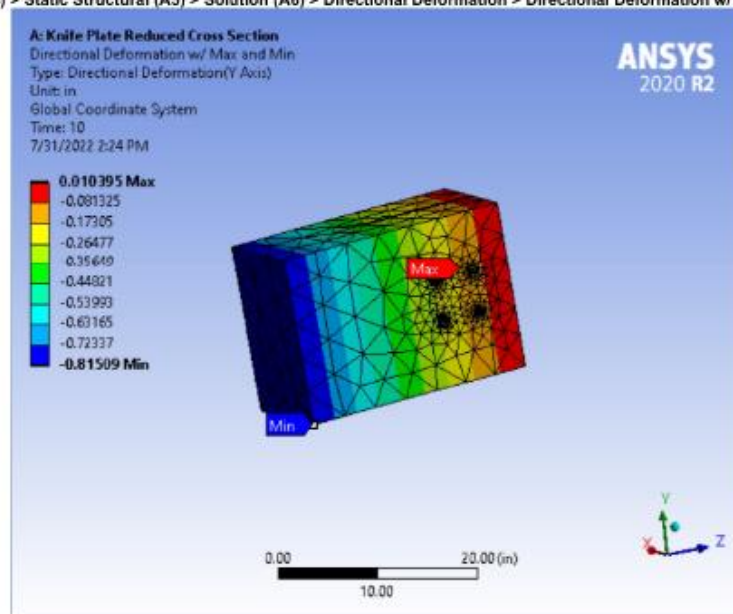 ) > Static Structural (A5) > Solution (A6) > Directional Deformation > Directional Deformation w/
A: Knife Plate Reduced Cross Section
Directional Deformation w/ Max and Min
Type: Directional Deformation(Y Axis)
Unit: in
Global Coordinate System
Time: 10
7/31/2022 2:24 PM
ANSYS
2020 R2
0.010395 Max
-0.081325
-0.17305
-0.26477
-0.35649
-0.44821
-0.53993
-0.63165
-0.72337
-0.81509 Min
Max
Min
0.00
20.00 (in)
10.00
Y
X
Z